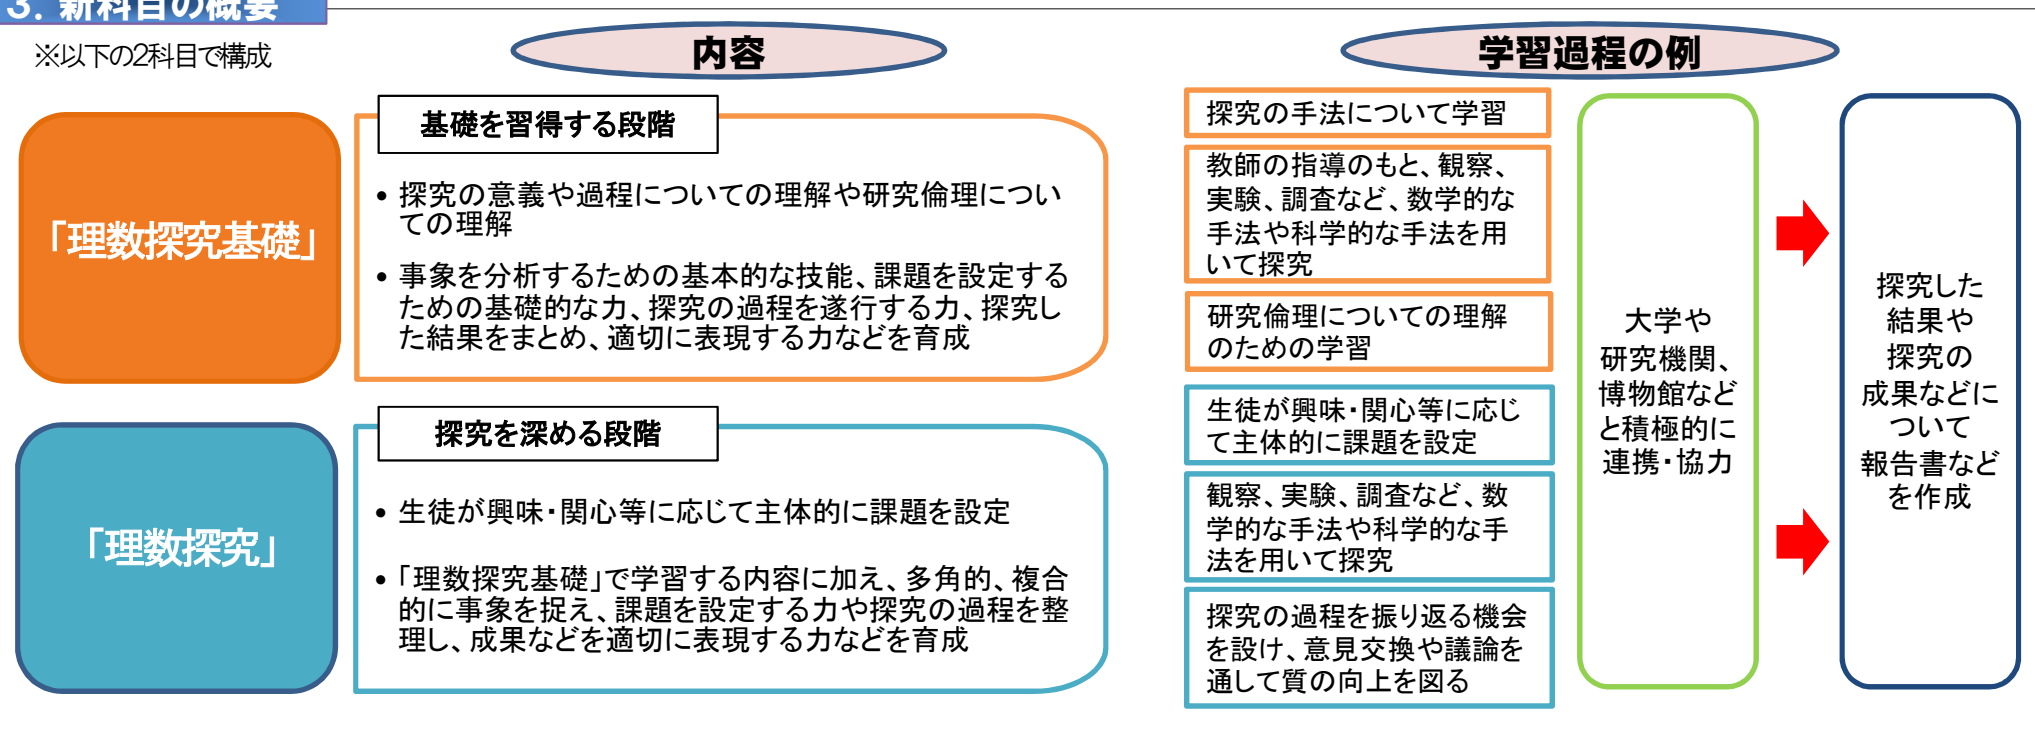 3. 新科目の概要
※以下の2科目で構成
内容
学習過程の例
「理数探究基礎」
基礎を習得する段階
• 探究の意義や過程についての理解や研究倫理につい
ての理解
• 事象を分析するための基本的な技能、課題を設定する
ための基礎的な力、探究の過程を遂行する力、探究し
た結果をまとめ、適切に表現する力などを育成
「理数探究」
探究を深める段階
• 生徒が興味・関心等に応じて主体的に課題を設定
• 「理数探究基礎」で学習する内容に加え、多角的、複合
的に事象を捉え、課題を設定する力や探究の過程を整
理し、成果などを適切に表現する力などを育成
探究の手法について学習
教師の指導のもと、観察、
実験、調査など、数学的な
手法や科学的な手法を用
いて探究
研究倫理についての理解
のための学習
生徒が興味・関心等に応じ
て主体的に課題を設定
観察、実験、調査など、数
学的な手法や科学的な手
法を用いて探究
探究の過程を振り返る機会
を設け、意見交換や議論を
通して質の向上を図る
大学や
研究機関、
博物館など
と積極的に
連携・協力
探究した
結果や
探究の
成果などに
ついて
報告書など
を作成